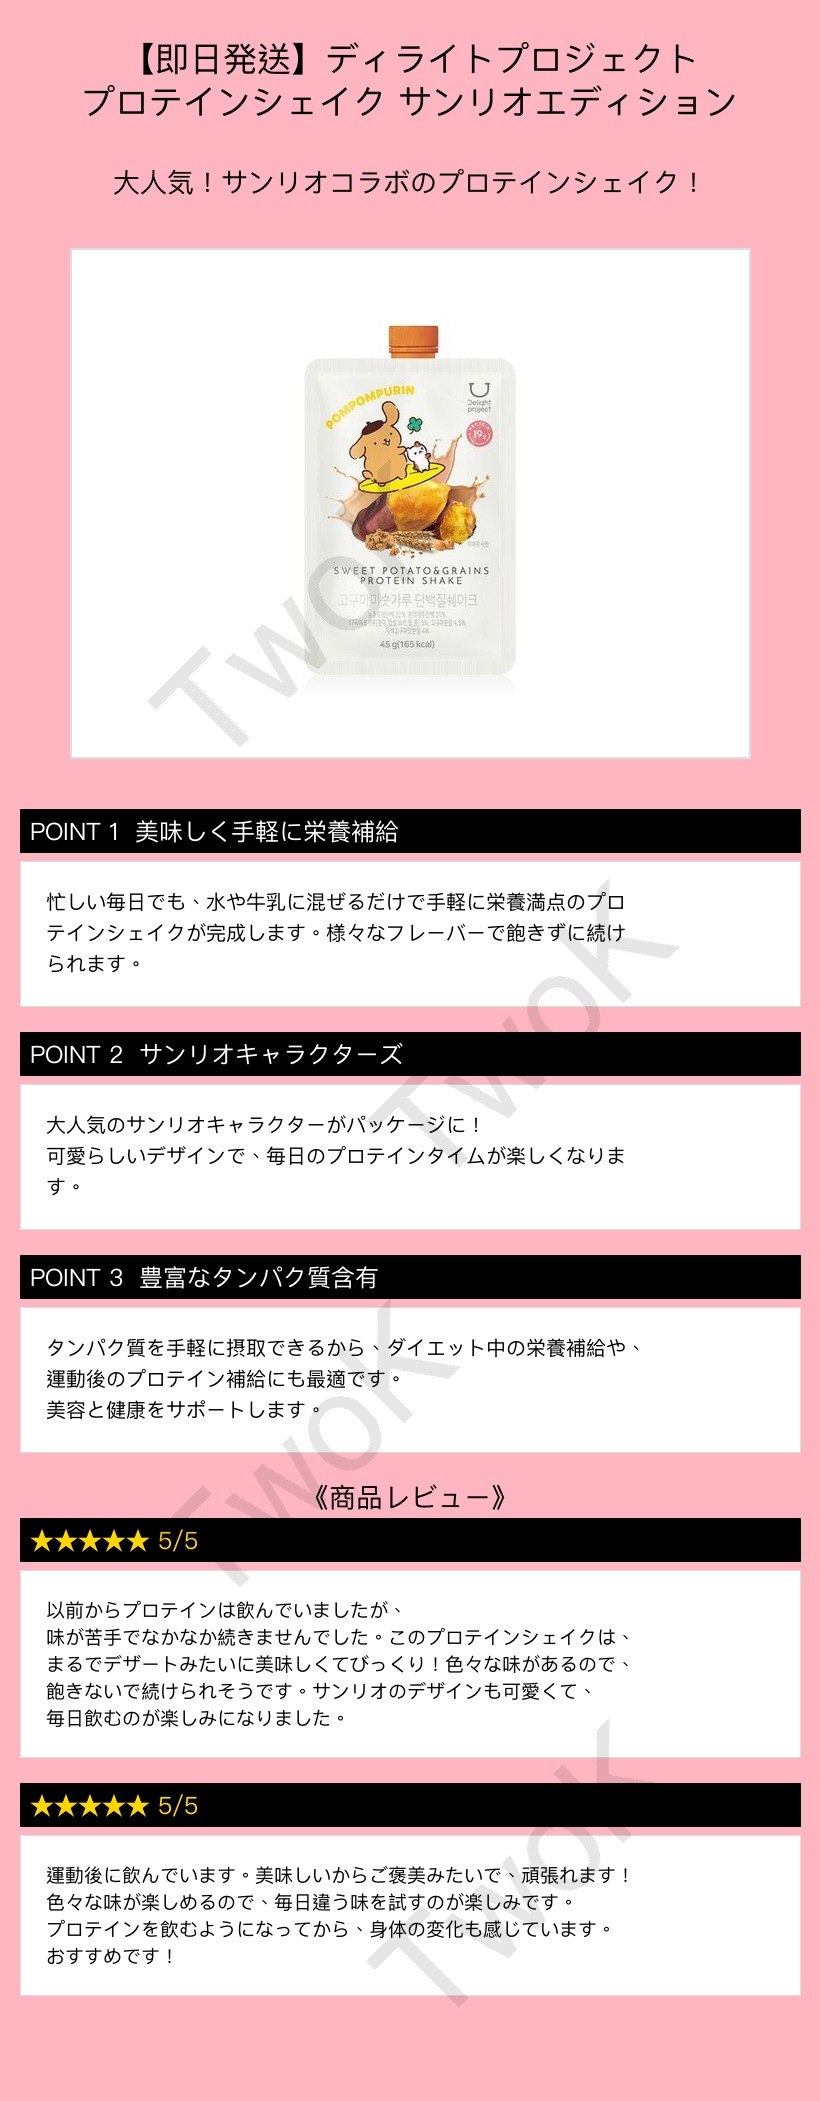 【即日発送】ディライトプロジェクト
プロテインシェイク サンリオエディション
大人気！サンリオコラボのプロテインシェイク！
POMPOMPURIN
Delight
project
PROTEIN
19g
SWEET POTATO&GRAINS
PROTEIN SHAKE
고구마미숫가루 단백질쉐이크
45 g(165 kcal)
TwoK
POINT 1 美味しく手軽に栄養補給
忙しい毎日でも、水や牛乳に混ぜるだけで手軽に栄養満点のプロ
テインシェイクが完成します。様々なフレーバーで飽きずに続け
られます。
TwoK
POINT 2 サンリオキャラクターズ
大人気のサンリオキャラクターがパッケージに！
可愛らしいデザインで、毎日のプロテインタイムが楽しくなりま
す。
POINT 3 豊富なタンパク質含有
タンパク質を手軽に摂取できるから、ダイエット中の栄養補給や、
運動後のプロテイン補給にも最適です。
美容と健康をサポートします。
TwoK
《商品レビュー》
★★★★★ 5/5
以前からプロテインは飲んでいましたが、
味が苦手でなかなか続きませんでした。このプロテインシェイクは、
まるでデザートみたいに美味しくてびっくり！色々な味があるので、
飽きないで続けられそうです。サンリオのデザインも可愛くて、
毎日飲むのが楽しみになりました。
★★★★★ 5/5
運動後に飲んでいます。美味しいからご褒美みたいで、頑張れます！
色々な味が楽しめるので、毎日違う味を試すのが楽しみです。
プロテインを飲むようになってから、身体の変化も感じています。
おすすめです！
TwoK